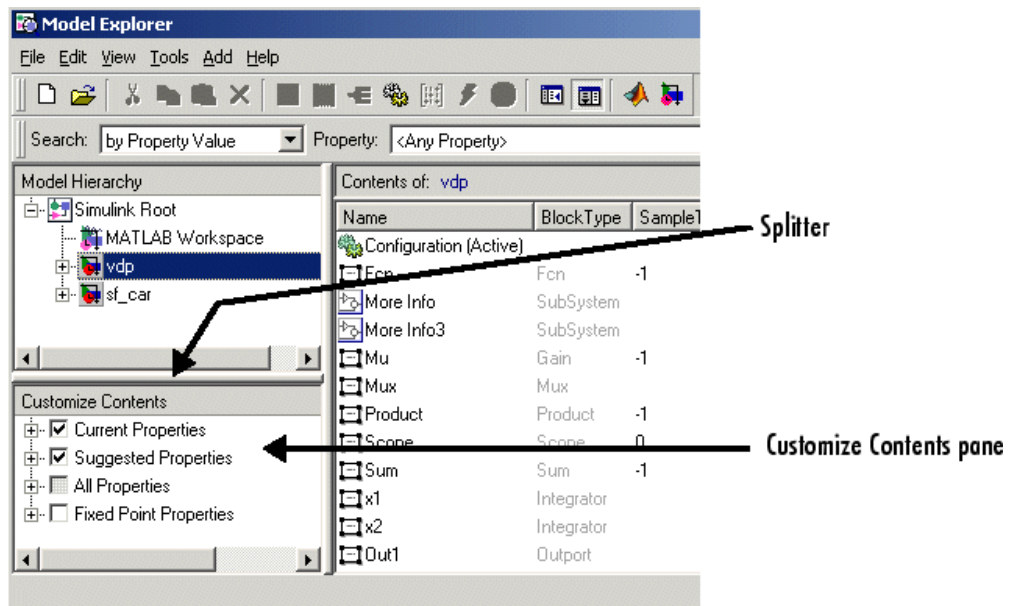 Model Explorer
File Edit View Tools Add Help
Search: by Property Value Property: <Any Property>
Model Hierarchy
Simulink Root
MATLAB Workspace
vdp
sf_car
Contents of: vdp
Name BlockType SampleT
Configuration (Active)
Fcn Fcn -1
More Info SubSystem
More Info3 SubSystem
Mu Gain -1
Mux Mux
Product Product -1
Scope Scope 0
Sum Sum -1
x1 Integrator
x2 Integrator
Out1 Outport
Customize Contents
Current Properties
Suggested Properties
All Properties
Fixed Point Properties
Splitter
Customize Contents pane